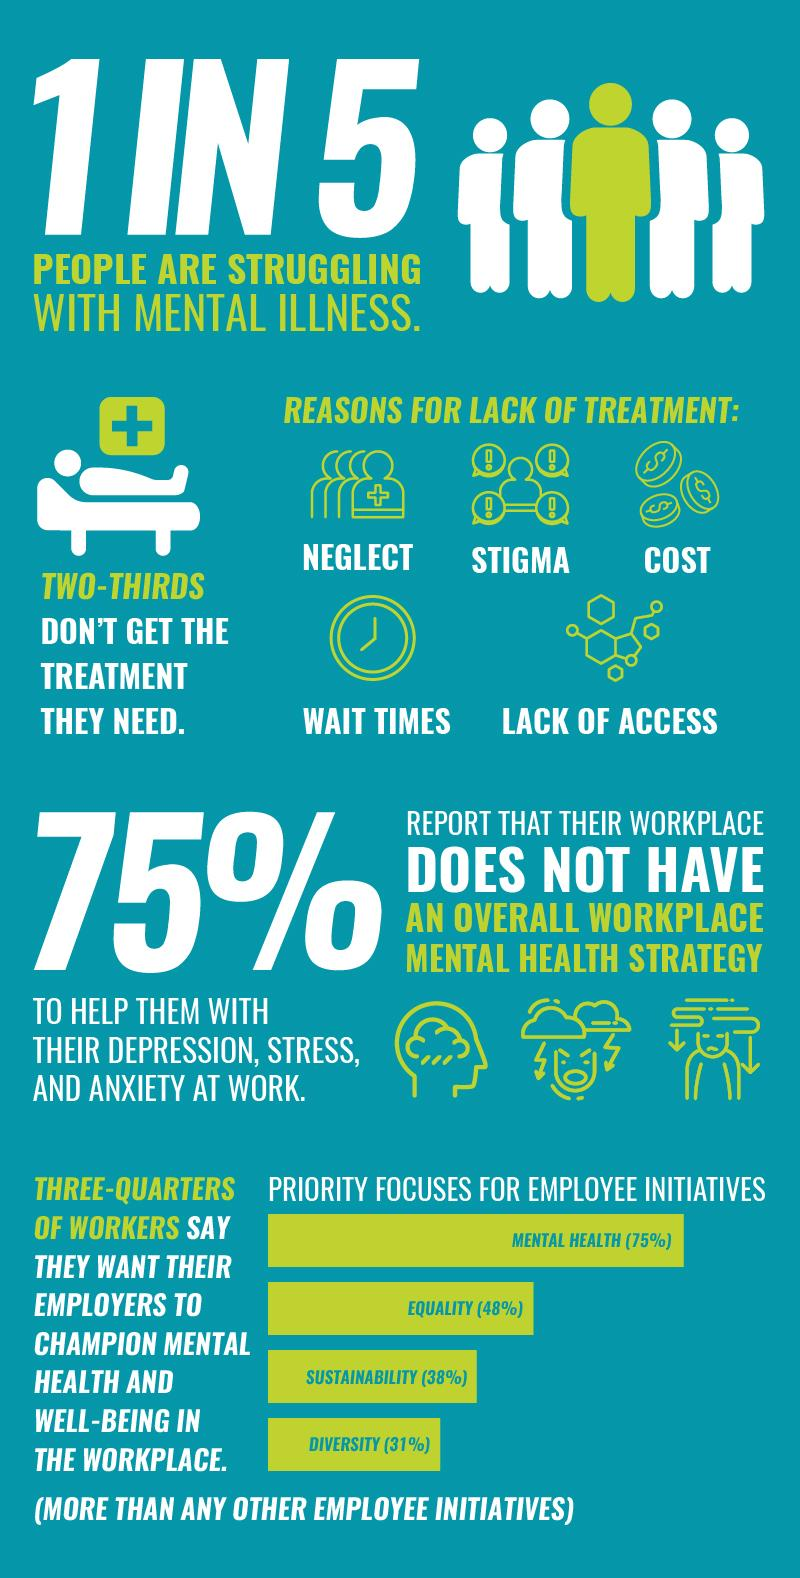 1 IN 5
PEOPLE ARE STRUGGLING
WITH MENTAL ILLNESS.
TWO-THIRDS
DON'T GET THE
TREATMENT
THEY NEED.
REASONS FOR LACK OF TREATMENT:
NEGLECT
STIGMA
COST
WAIT TIMES
LACK OF ACCESS
75%
REPORT THAT THEIR WORKPLACE
DOES NOT HAVE
AN OVERALL WORKPLACE
MENTAL HEALTH STRATEGY
TO HELP THEM WITH
THEIR DEPRESSION, STRESS,
AND ANXIETY AT WORK.
THREE-QUARTERS
OF WORKERS SAY
THEY WANT THEIR
EMPLOYERS TO
CHAMPION MENTAL
HEALTH AND
WELL-BEING IN
THE WORKPLACE.
(MORE THAN ANY OTHER EMPLOYEE INITIATIVES)
PRIORITY FOCUSES FOR EMPLOYEE INITIATIVES
MENTAL HEALTH (75%)
EQUALITY (48%)
SUSTAINABILITY (38%)
DIVERSITY (31%)